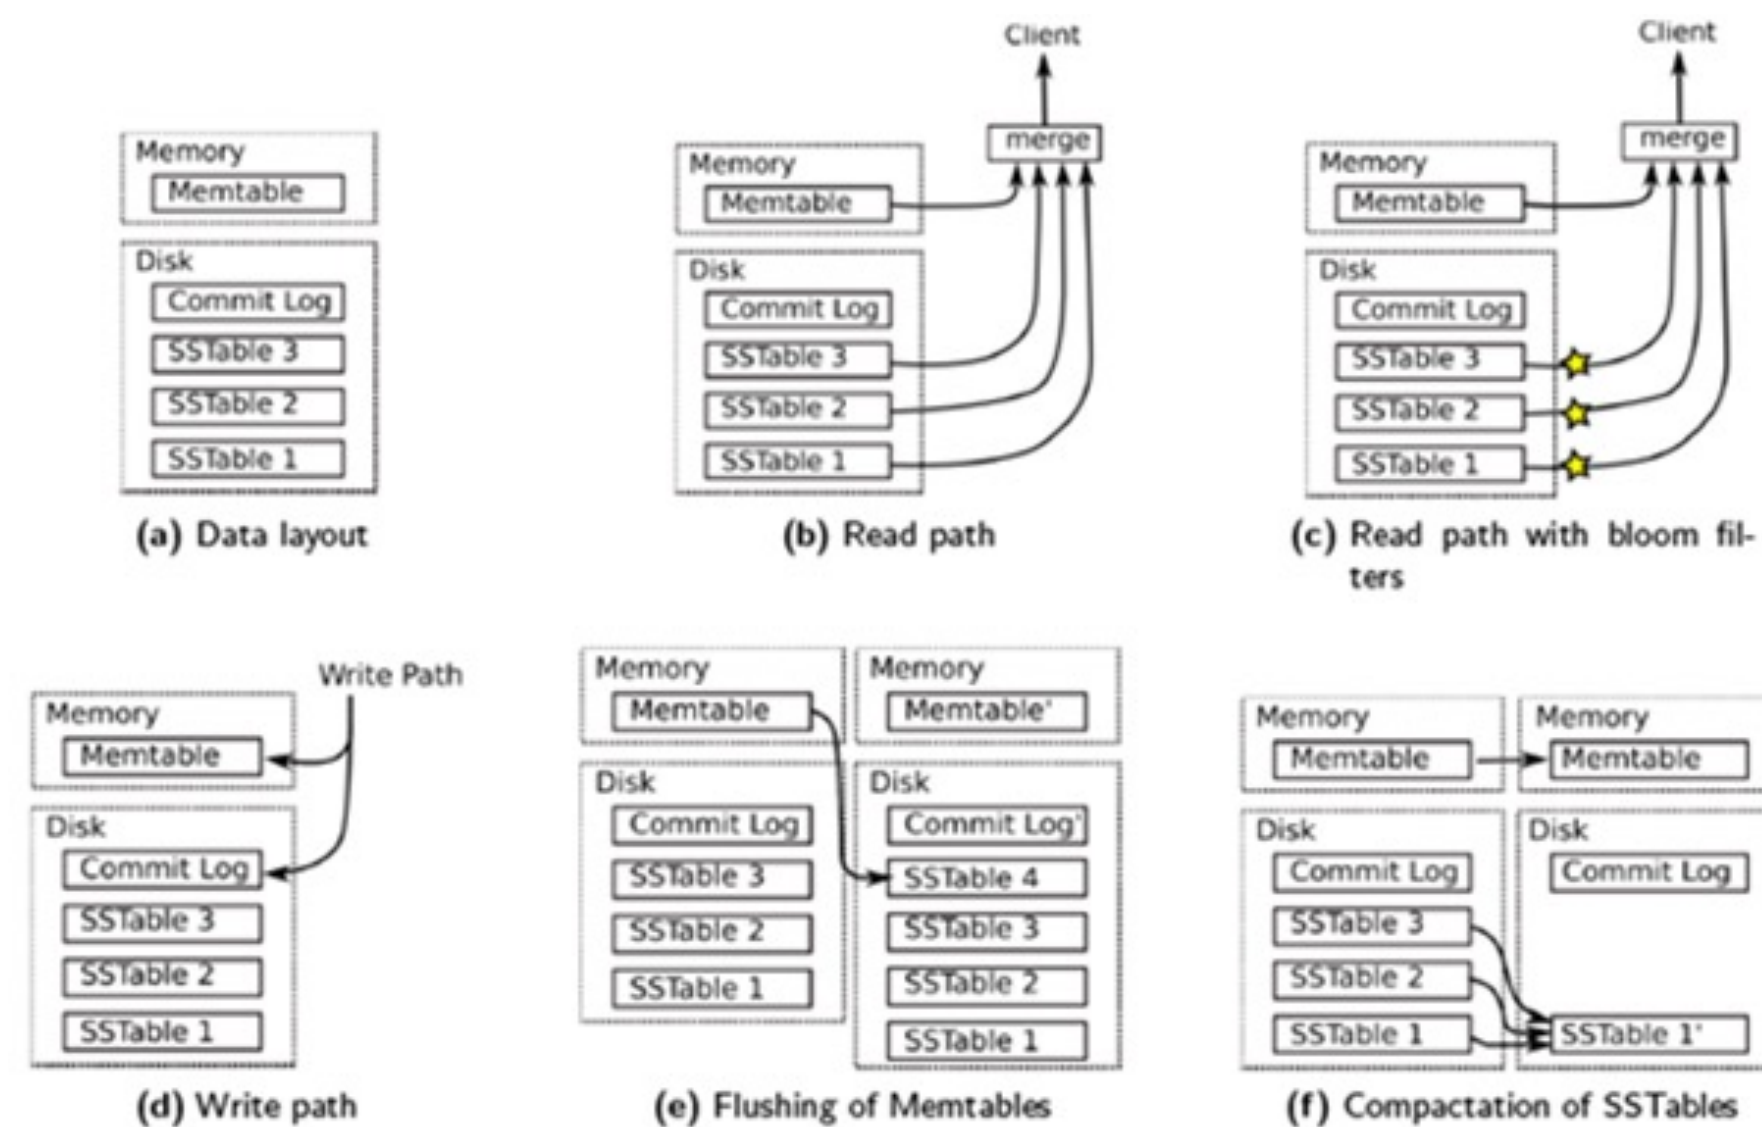 Memory
Memtable
Disk
Commit Log
SSTable 3
SSTable 2
SSTable 1
(a) Data layout
Client
merge
Memory
Memtable
Disk
Commit Log
SSTable 3
SSTable 2
SSTable 1
(b) Read path
Client
merge
Memory
Memtable
Disk
Commit Log
SSTable 3
SSTable 2
SSTable 1
(c) Read path with bloom fil-
ters
Write Path
Memory
Memtable
Disk
Commit Log
SSTable 3
SSTable 2
SSTable 1
(d) Write path
Memory
Memtable
Disk
Commit Log
SSTable 3
SSTable 2
SSTable 1
Memory
Memtable'
Disk
Commit Log'
SSTable 4
SSTable 3
SSTable 2
SSTable 1
(e) Flushing of Memtables
Memory
Memtable
Disk
Commit Log
SSTable 3
SSTable 2
SSTable 1
Memory
Memtable
Disk
Commit Log
SSTable 1'
(f) Compactation of SSTables